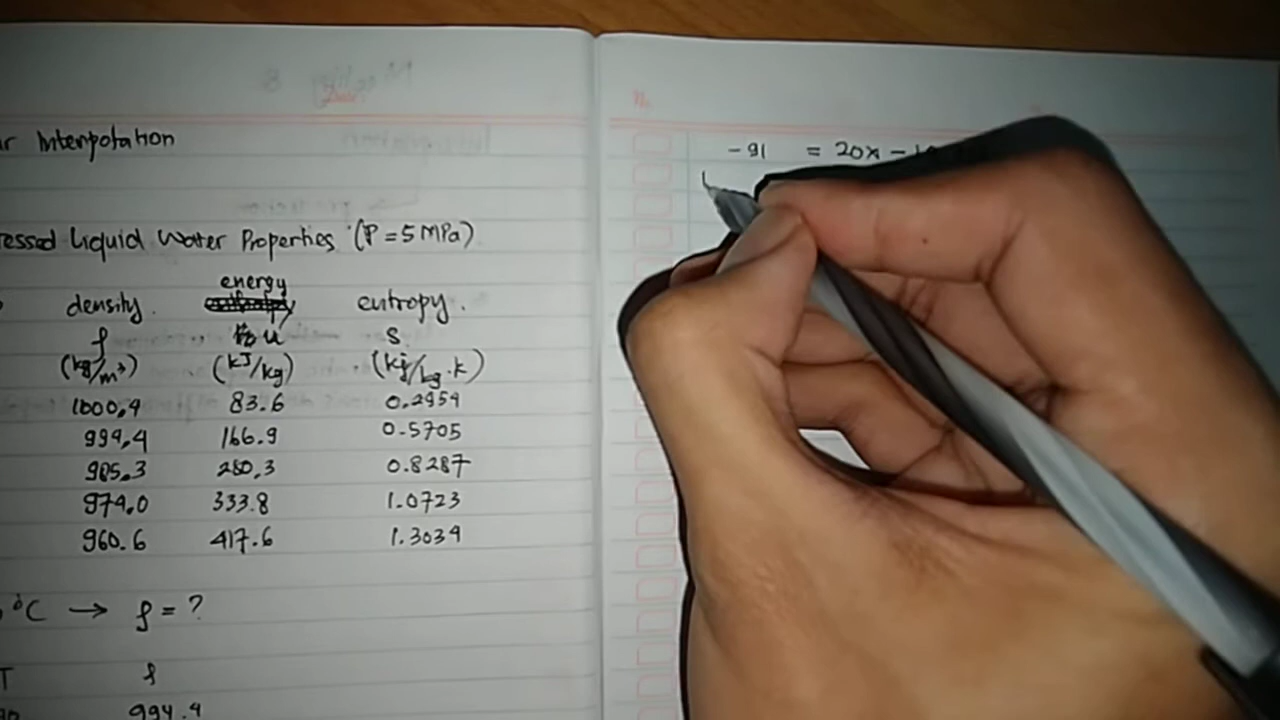 Interpolation
Liquid Water Properties (P = 5 MPa)
density. energy entropy.
ρ u S
(kg/m³) (kJ/kg) (kj/kg.k)
1000,4 83.6 0.2954
999,4 166.9 0.5705
985,3 250,3 0.8287
974,0 333.8 1.0723
960.6 417.6 1.3034
°C → ρ = ?
T ρ
994.4
-91 = 20x -